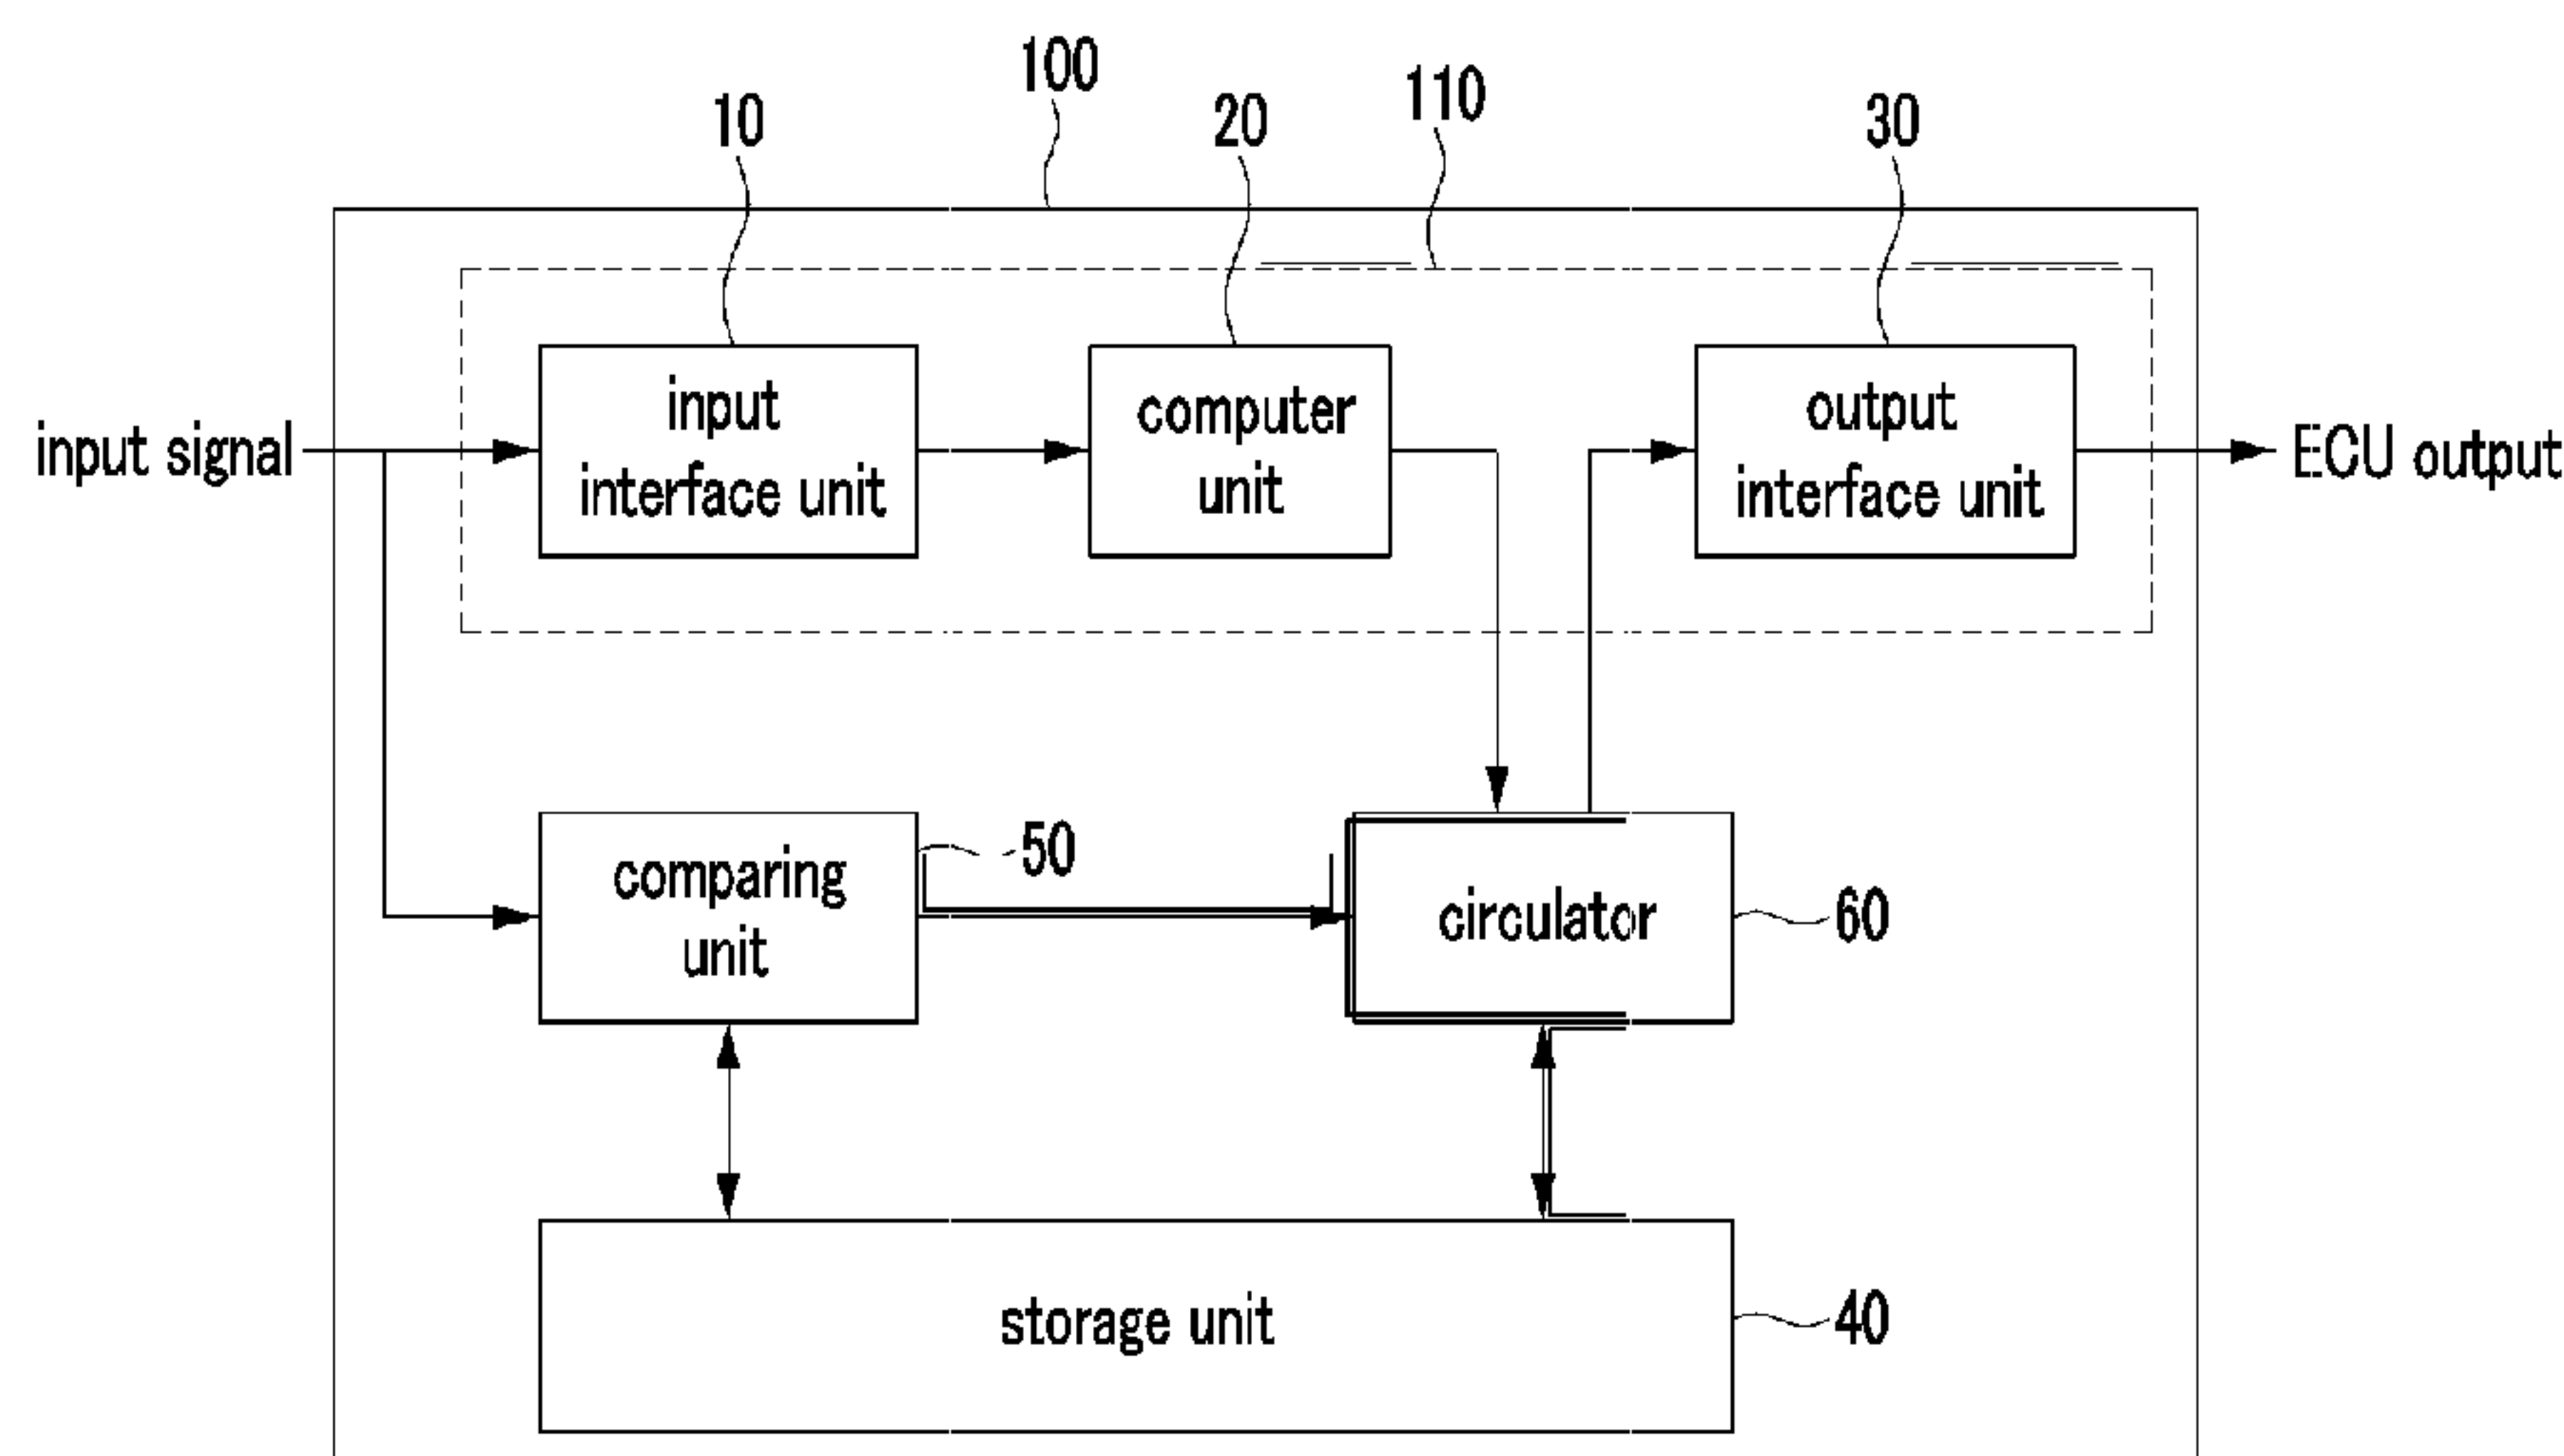 100
110
10
20
30
input
interface unit
computer
unit
output
interface unit
input signal
ECU output
comparing
unit
50
circulator
60
storage unit
40